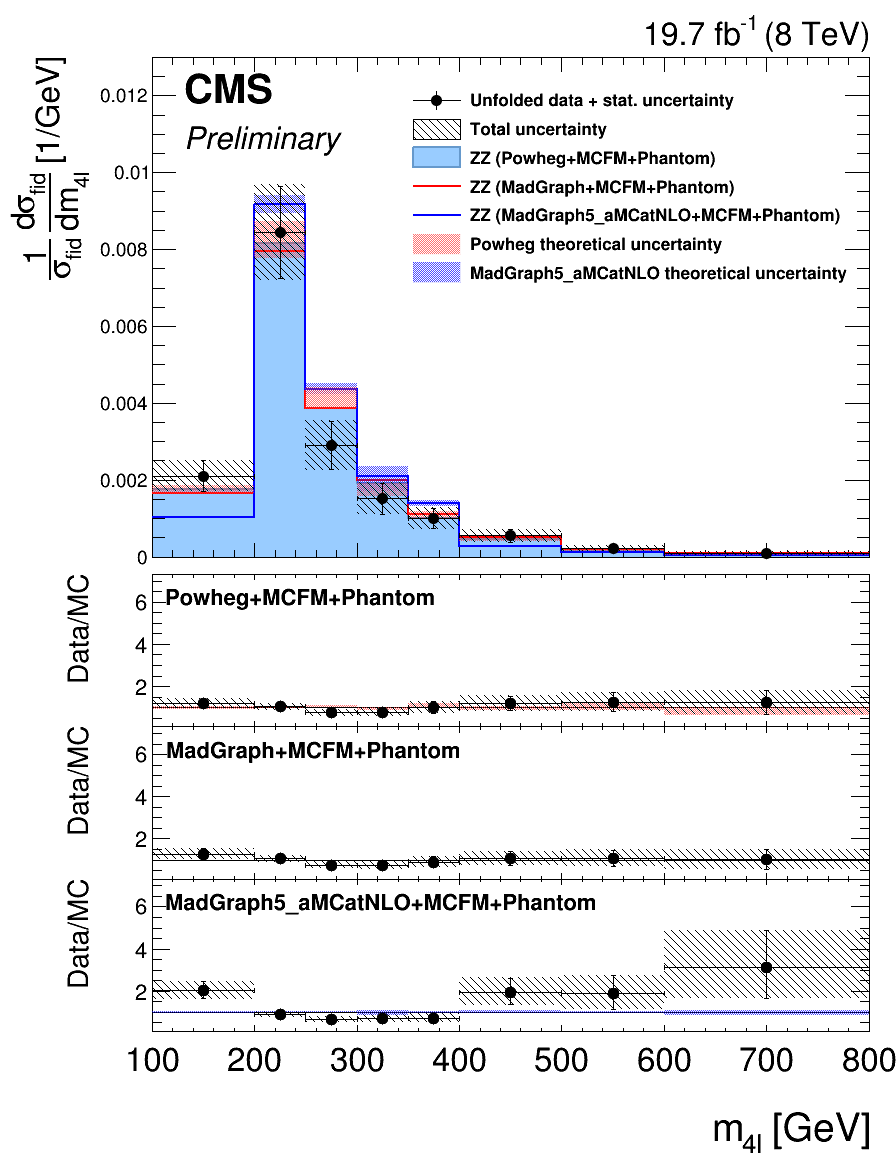 19.7 fb⁻¹ (8 TeV)
CMS
Preliminary
Unfolded data + stat. uncertainty
Total uncertainty
ZZ (Powheg+MCFM+Phantom)
ZZ (MadGraph+MCFM+Phantom)
ZZ (MadGraph5_aMCatNLO+MCFM+Phantom)
Powheg theoretical uncertainty
MadGraph5_aMCatNLO theoretical uncertainty
1/σ_fid dσ_fid/dm_4l [1/GeV]
0.012
0.01
0.008
0.006
0.004
0.002
0
Powheg+MCFM+Phantom
Data/MC
6
4
2
MadGraph+MCFM+Phantom
Data/MC
6
4
2
MadGraph5_aMCatNLO+MCFM+Phantom
Data/MC
6
4
2
100 200 300 400 500 600 700 800
m_4l [GeV]